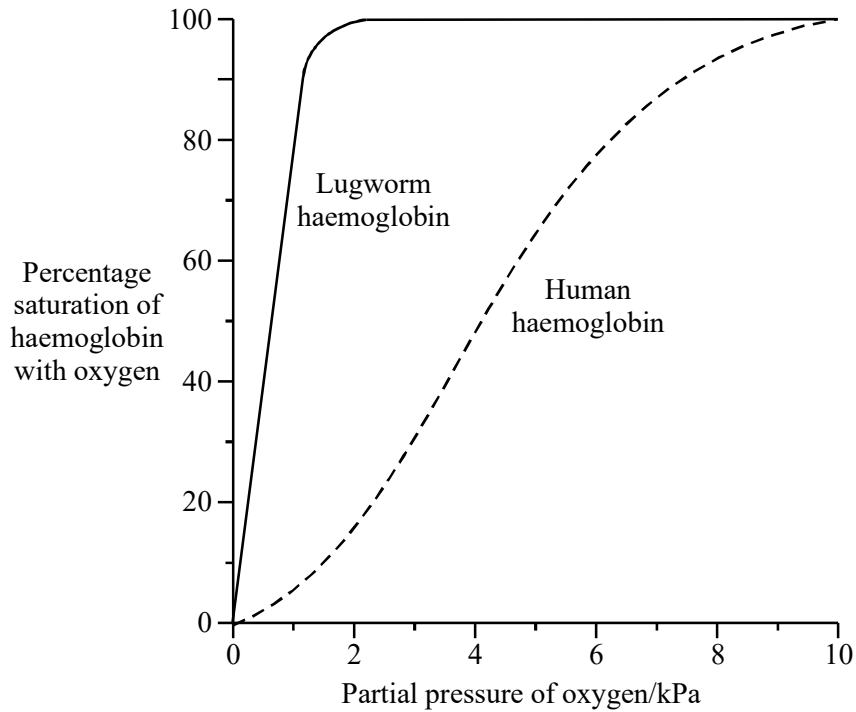 100
80
60
40
20
0
Percentage
saturation of
haemoglobin
with oxygen
Lugworm
haemoglobin
Human
haemoglobin
0 2 4 6 8 10
Partial pressure of oxygen/kPa